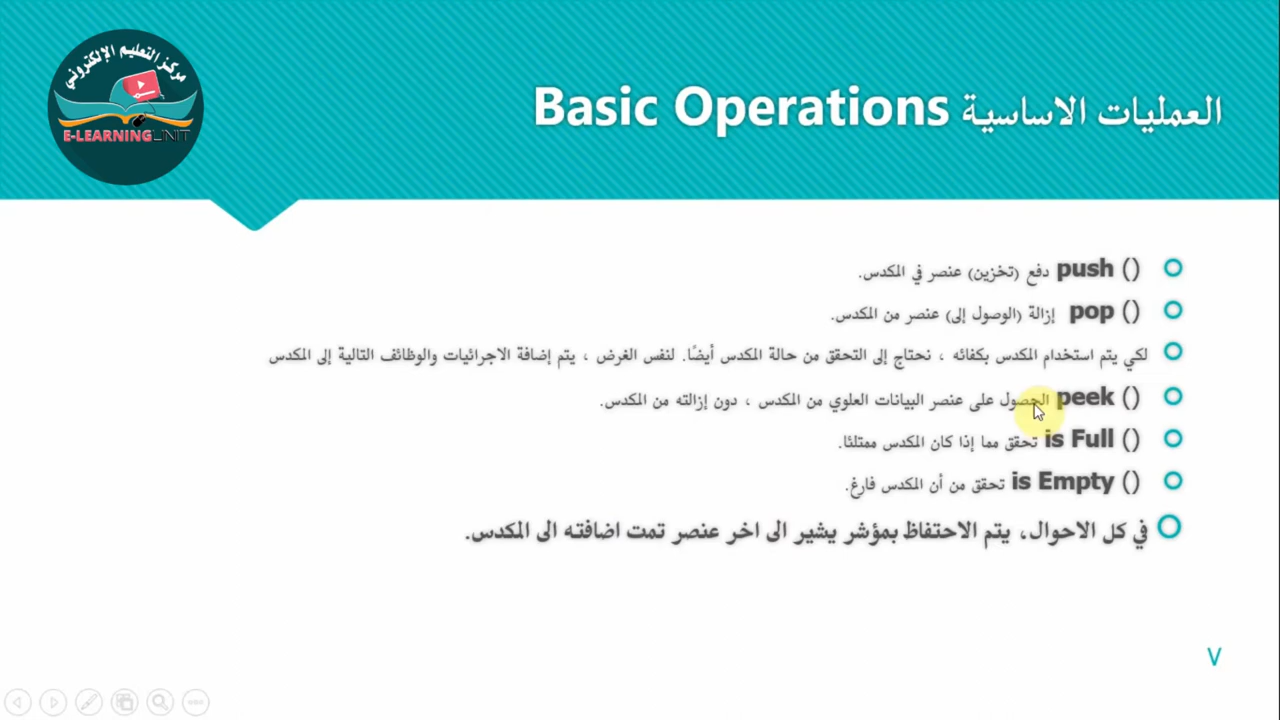 مركز التعليم الإلكتروني
E-LEARNING UNIT
العمليات الاساسية Basic Operations
push () دفع (تخزين) عنصر في المكدس.
pop () إزالة (الوصول إلى) عنصر من المكدس.
لكي يتم استخدام المكدس بكفائه ، نحتاج إلى التحقق من حالة المكدس أيضًا. لنفس الغرض ، يتم إضافة الاجرائيات والوظائف التالية إلى المكدس
peek () الحصول على عنصر البيانات العلوي من المكدس ، دون إزالته من المكدس.
is Full () تحقق مما إذا كان المكدس ممتلئا.
is Empty () تحقق من أن المكدس فارغ.
في كل الاحوال، يتم الاحتفاظ بمؤشر يشير الى اخر عنصر تمت اضافته الى المكدس.
٧